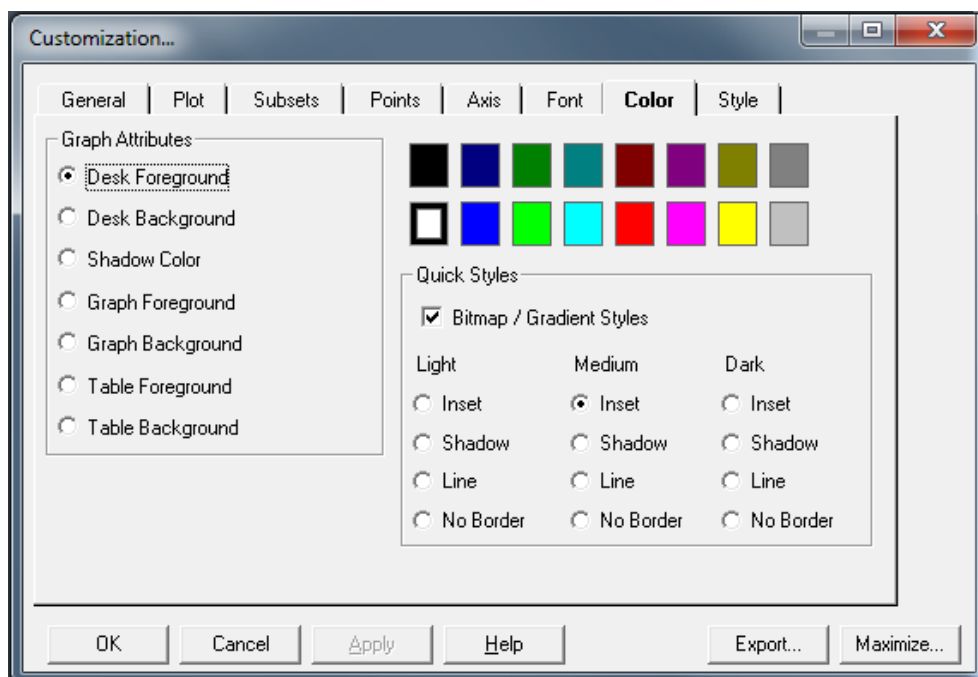 Customization...
General Plot Subsets Points Axis Font Color Style
Graph Attributes
Desk Foreground
Desk Background
Shadow Color
Graph Foreground
Graph Background
Table Foreground
Table Background
Quick Styles
Bitmap / Gradient Styles
Light Medium Dark
Inset Inset Inset
Shadow Shadow Shadow
Line Line Line
No Border No Border No Border
OK Cancel Apply Help Export... Maximize...